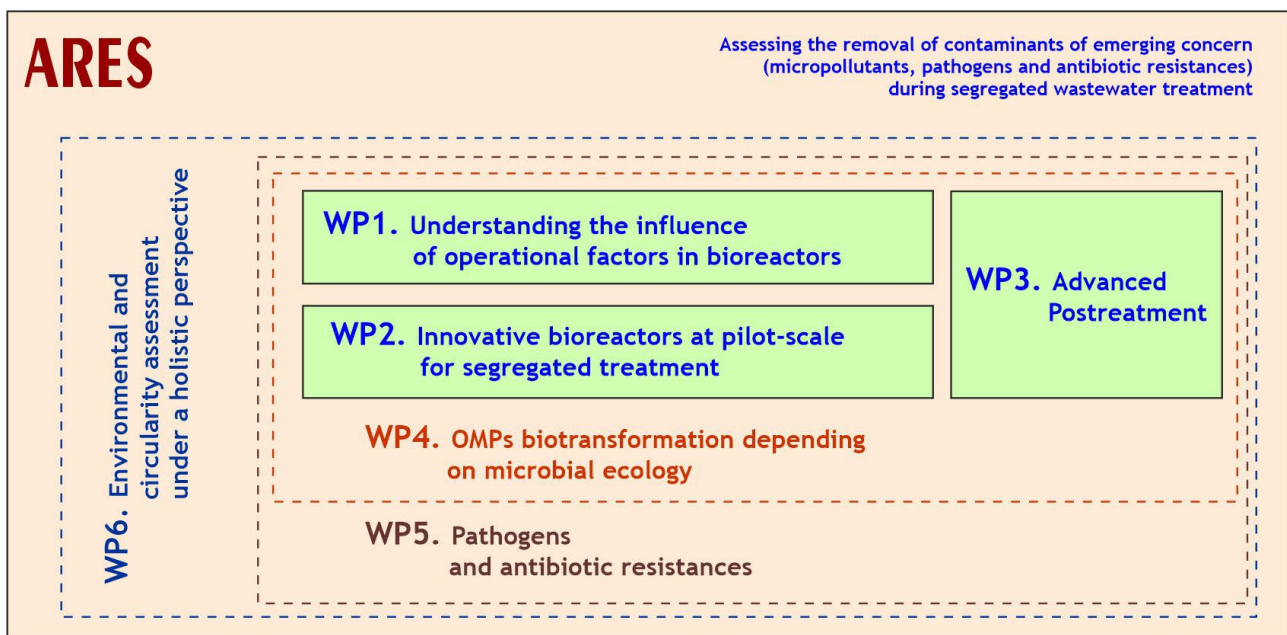 ARES
Assessing the removal of contaminants of emerging concern
(micropollutants, pathogens and antibiotic resistances)
during segregated wastewater treatment
WP6. Environmental and
circularity assessment
under a holistic perspective
WP1. Understanding the influence
of operational factors in bioreactors
WP2. Innovative bioreactors at pilot-scale
for segregated treatment
WP3. Advanced
Postreatment
WP4. OMPs biotransformation depending
on microbial ecology
WP5. Pathogens
and antibiotic resistances